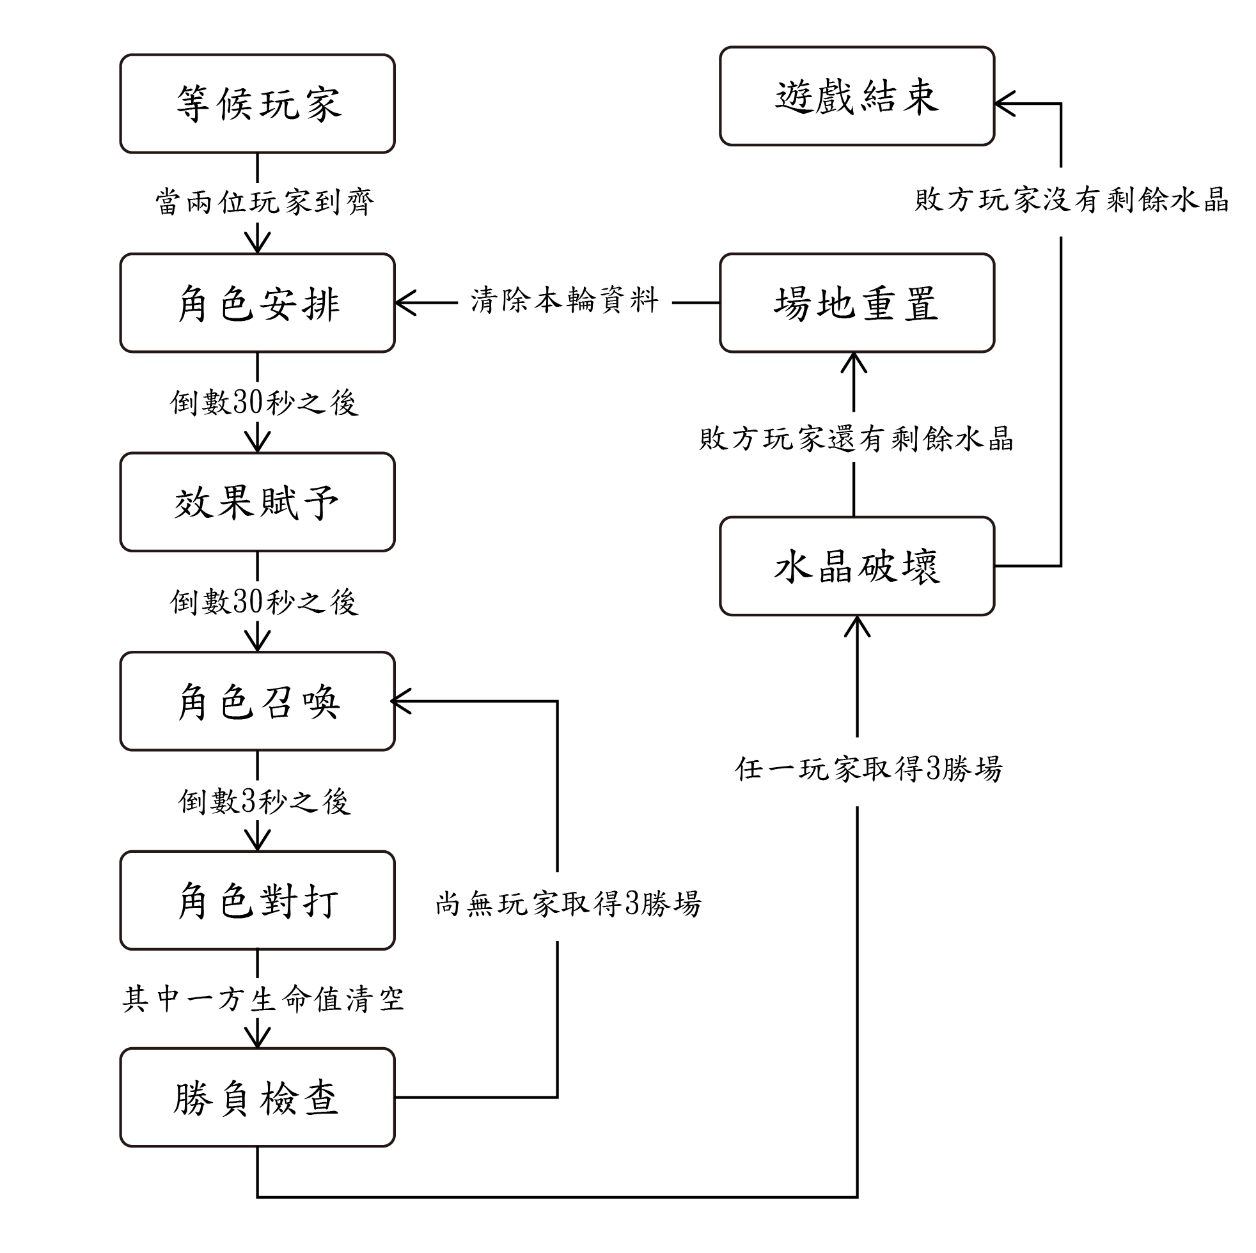 等候玩家
當兩位玩家到齊
角色安排
倒數30秒之後
效果賦予
倒數30秒之後
角色召喚
倒數3秒之後
角色對打
其中一方生命值清空
勝負檢查
尚無玩家取得3勝場
任一玩家取得3勝場
水晶破壞
敗方玩家還有剩餘水晶
場地重置
清除本輪資料
敗方玩家沒有剩餘水晶
遊戲結束